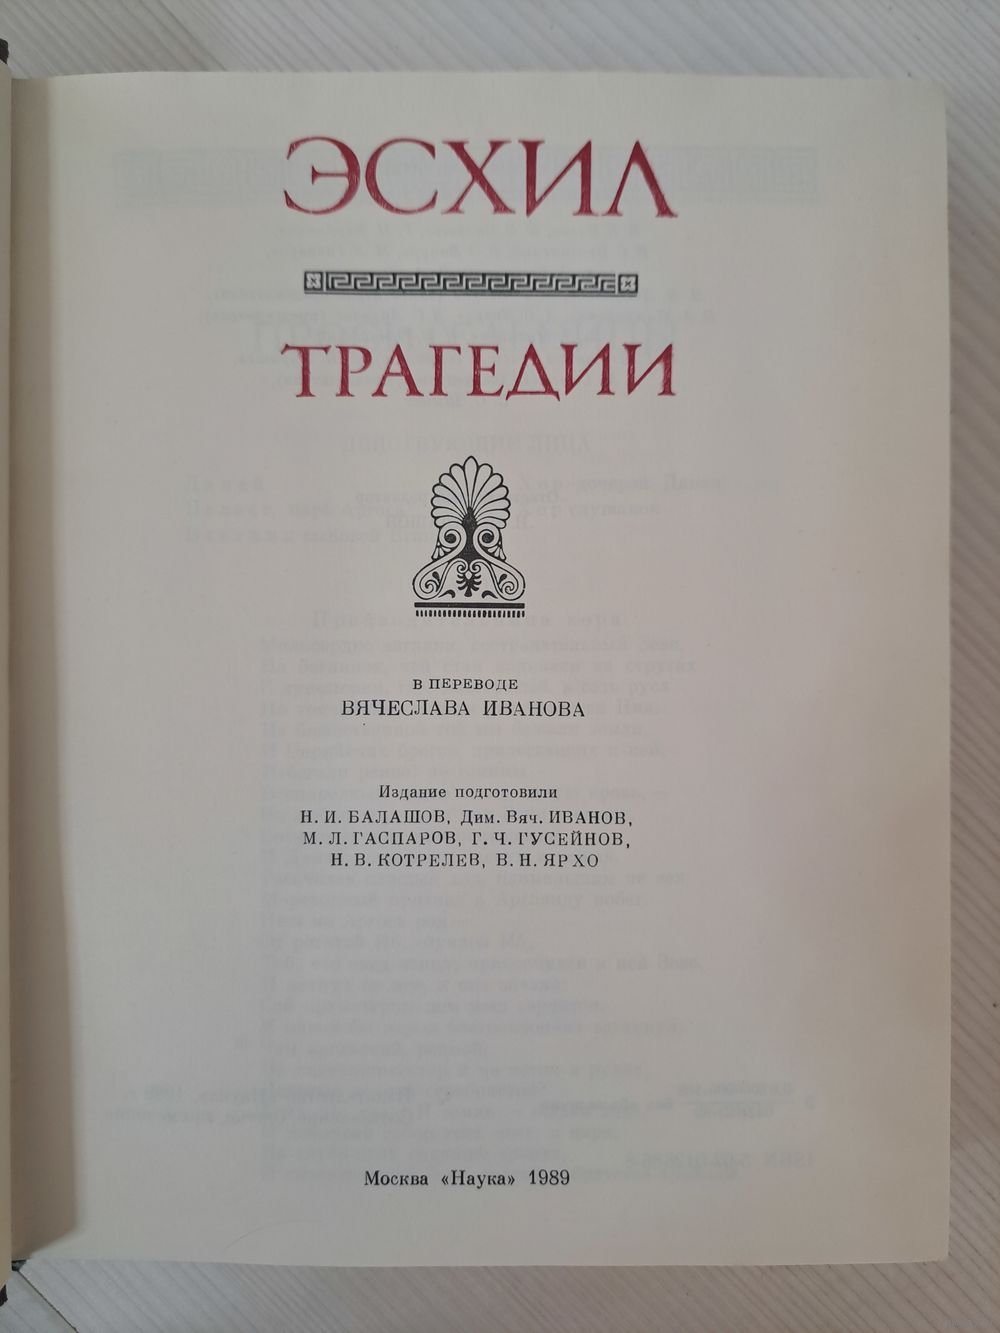 ЭСХИЛ
ТРАГЕДИИ
В ПЕРЕВОДЕ
ВЯЧЕСЛАВА ИВАНОВА
Издание подготовили
Н. И. БАЛАШОВ, Дим. Вяч. ИВАНОВ,
М. Л. ГАСПАРОВ, Г. Ч. ГУСЕЙНОВ,
Н. В. КОТРЕЛЕВ, В. Н. ЯРХО
Москва «Наука» 1989